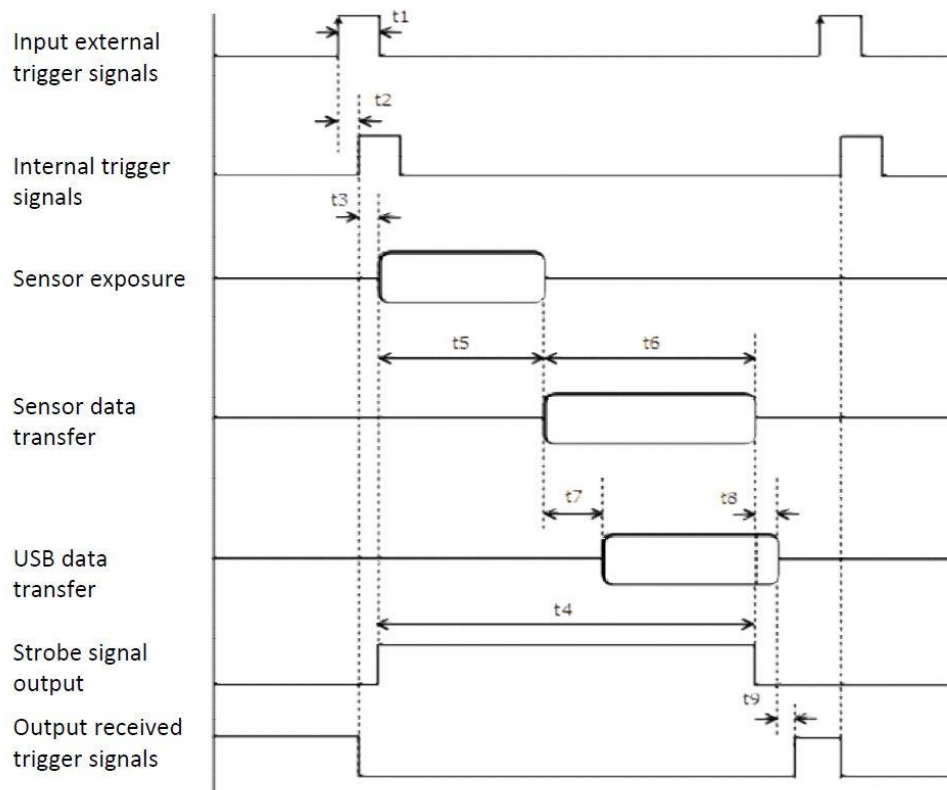 Input external
trigger signals
t1
t2
Internal trigger
signals
t3
Sensor exposure
t5
t6
Sensor data
transfer
t7
t8
USB data
transfer
t4
Strobe signal
output
t9
Output received
trigger signals